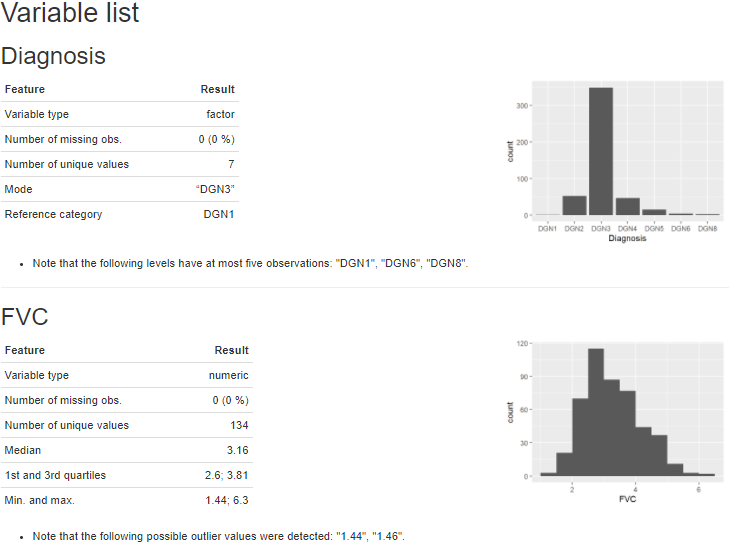 Variable list
Diagnosis
Feature Result
Variable type factor
Number of missing obs. 0 (0 %)
Number of unique values 7
Mode “DGN3”
Reference category DGN1
300
200
100
0
count
DGN1 DGN2 DGN3 DGN4 DGN5 DGN6 DGN8
Diagnosis
• Note that the following levels have at most five observations: "DGN1", "DGN6", "DGN8".
FVC
Feature Result
Variable type numeric
Number of missing obs. 0 (0 %)
Number of unique values 134
Median 3.16
1st and 3rd quartiles 2.6; 3.81
Min. and max. 1.44; 6.3
120
90
60
30
0
count
2 4 6
FVC
• Note that the following possible outlier values were detected: "1.44", "1.46".